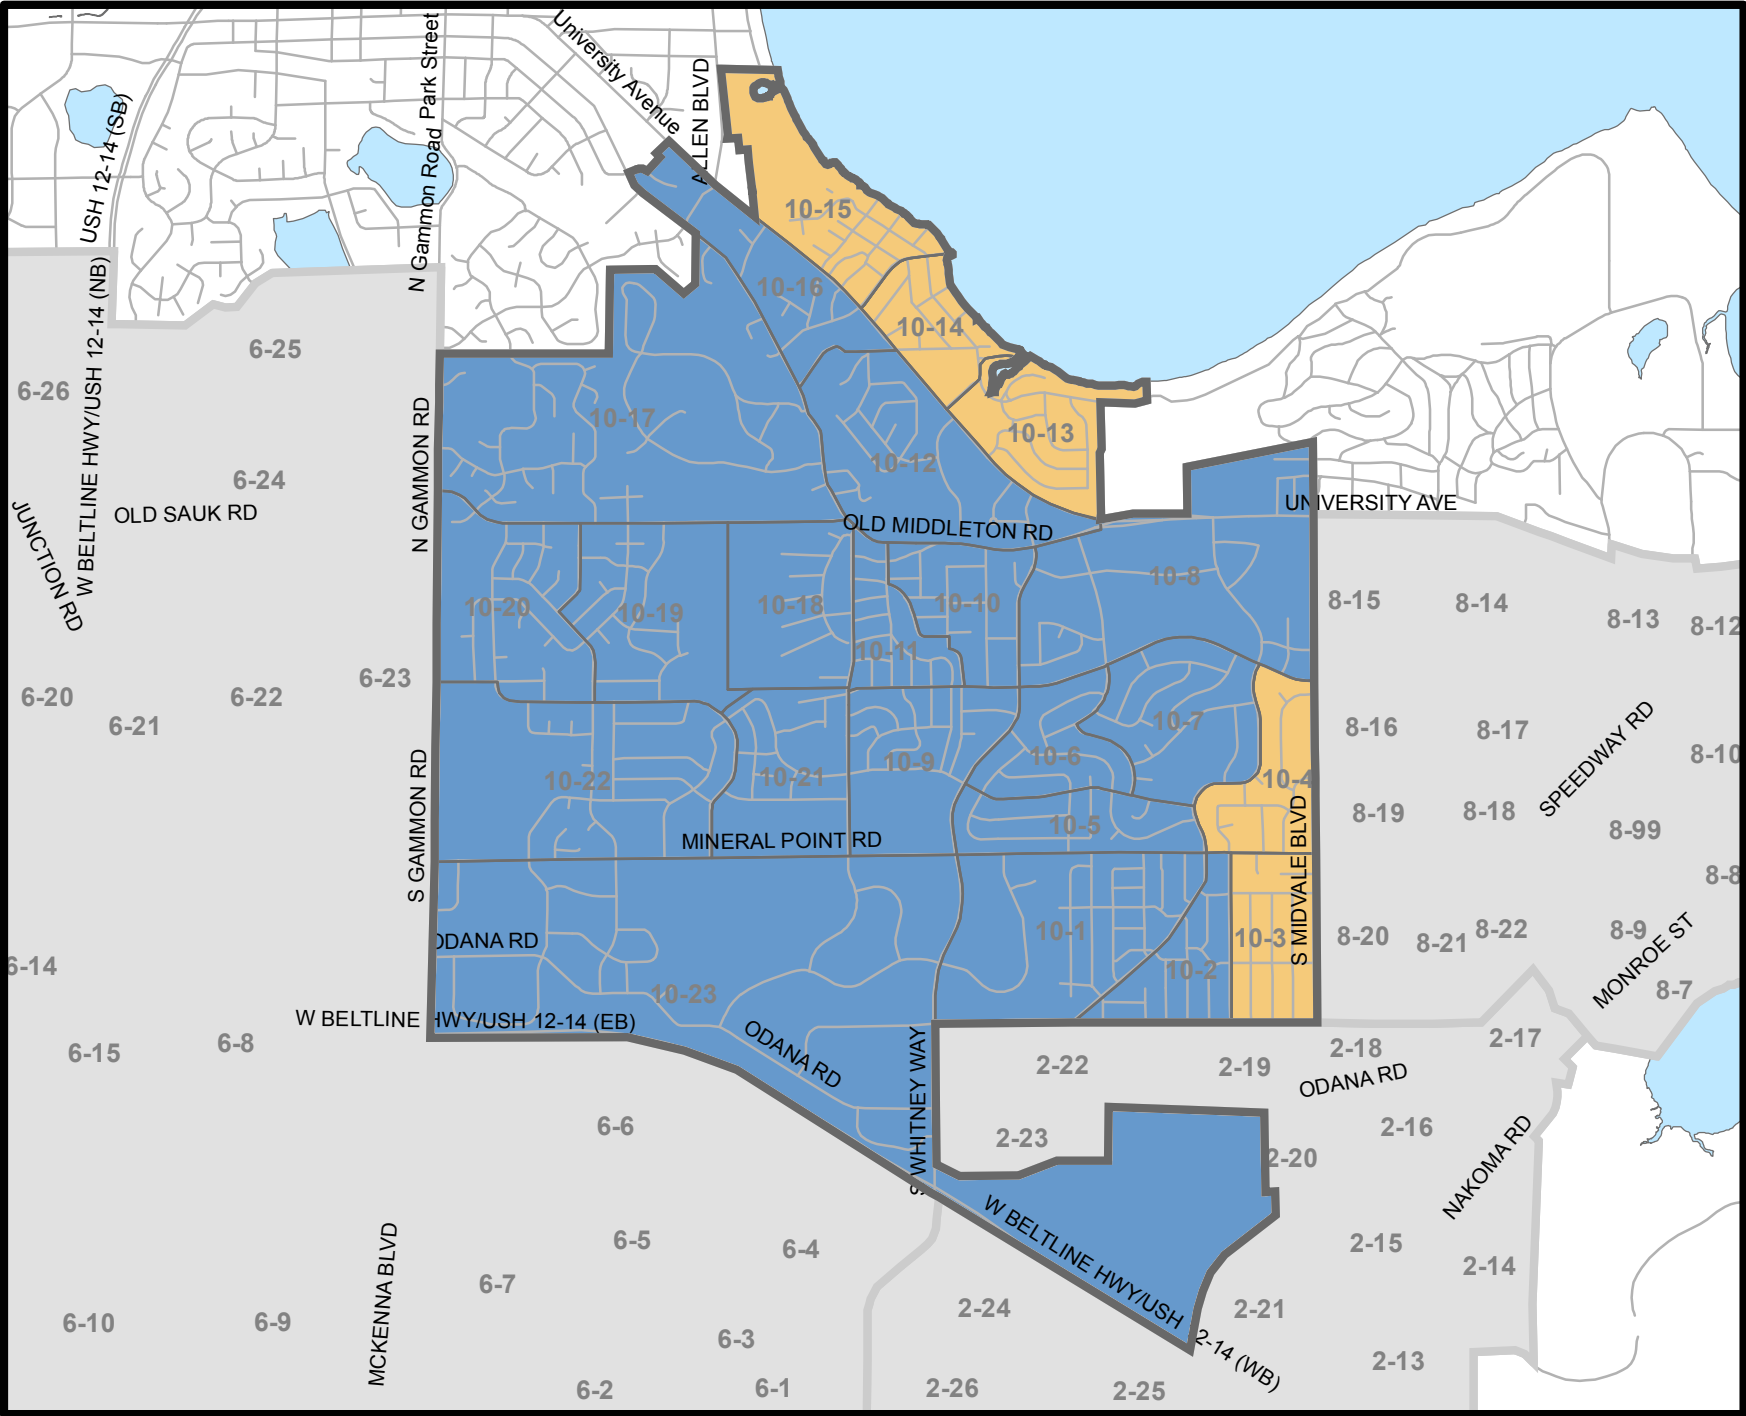 University Avenue
Park Street
N Gammon Road
ALLEN BLVD
USH 12-14 (SB)
10-15
W BELTLINE HWY/USH 12-14 (NB)
10-16
10-14
6-25
6-26
N GAMMON RD
10-17
10-13
10-12
6-24
OLD SAUK RD
UNIVERSITY AVE
OLD MIDDLETON RD
JUNCTION RD
10-8
10-20
10-19
10-18
10-10
8-15
8-14
8-13
8-12
10-11
6-23
6-20
6-22
6-21
10-7
8-16
8-17
SPEEDWAY RD
8-10
10-22
10-21
10-9
10-6
10-4
S GAMMON RD
10-5
8-19
8-18
8-99
MINERAL POINT RD
S MIDVALE BLVD
8-8
ODANA RD
10-1
10-3
8-20
8-21
8-22
8-9
MONROE ST
6-14
10-2
10-23
8-7
W BELTLINE HWY/USH 12-14 (EB)
6-15
6-8
ODANA RD
S WHITNEY WAY
2-22
2-19
2-18
2-17
ODANA RD
6-6
2-23
2-20
2-16
NAKOMA RD
W BELTLINE HWY/USH 
2-14 (WB)
6-5
6-4
2-15
2-14
MCKENNA BLVD
6-7
2-24
2-21
6-10
6-9
6-3
2-13
6-2
6-1
2-26
2-25